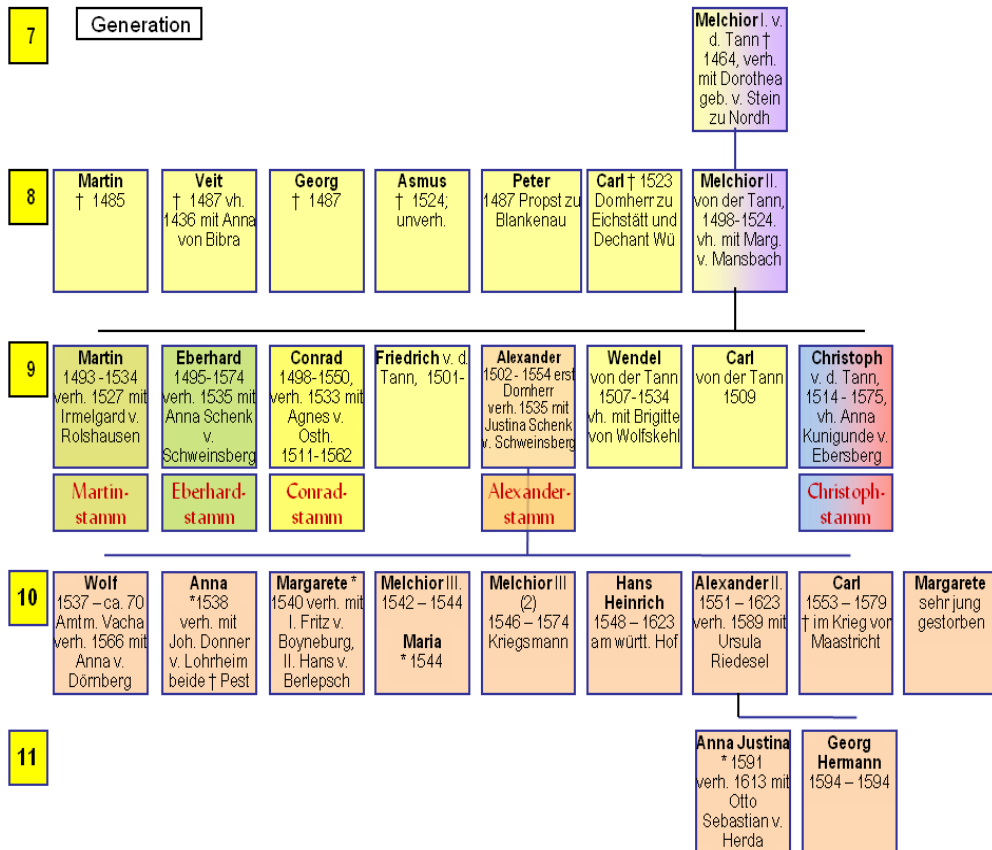 7
Generation
Melchior I. v.
d. Tann †
1464, verh.
mit Dorothea
geb. v. Stein
zu Nordh
8
Martin
† 1485
Veit
† 1487 vh.
1436 mit Anna
von Bibra
Georg
† 1487
Asmus
† 1524;
unverh.
Peter
1487 Propst zu
Blankenau
Carl † 1523
Domherr zu
Eichstätt und
Dechant Wü
Melchior II.
von der Tann,
1498-1524.
vh. mit Marg.
v. Mansbach
9
Martin
1493 -1534
verh. 1527 mit
Irmelgard v.
Rolshausen
Eberhard
1495-1574
verh. 1535 mit
Anna Schenk
v.
Schweinsberg
Conrad
1498-1550,
verh. 1533 mit
Agnes v.
Osth.
1511-1562
Friedrich v. d.
Tann, 1501-
Alexander
1502 - 1554 erst
Domherr
verh. 1535 mit
Justina Schenk
v. Schweinsberg
Wendel
von der Tann
1507-1534
vh. mit Brigitte
von Wolfskehl
Carl
von der Tann
1509
Christoph
v. d. Tann,
1514 - 1575,
vh. Anna
Kunigunde v.
Ebersberg
Martin-
stamm
Eberhard-
stamm
Conrad-
stamm
Alexander-
stamm
Christoph-
stamm
10
Wolf
1537 – ca. 70
Amtm. Vacha
verh. 1566 mit
Anna v.
Dörnberg
Anna
*1538
verh. mit
Joh. Donner
v. Lohrheim
beide † Pest
Margarete *
1540 verh. mit
I. Fritz v.
Boyneburg,
II. Hans v.
Berlepsch
Melchior III.
1542 – 1544
Maria
* 1544
Melchior III
(2)
1546 – 1574
Kriegsmann
Hans
Heinrich
1548 – 1623
am württ. Hof
Alexander II.
1551 – 1623
verh. 1589 mit
Ursula
Riedesel
Carl
1553 – 1579
† im Krieg vor
Maastricht
Margarete
sehr jung
gestorben
11
Anna Justina
* 1591
verh. 1613 mit
Otto
Sebastian v.
Herda
Georg
Hermann
1594 – 1594